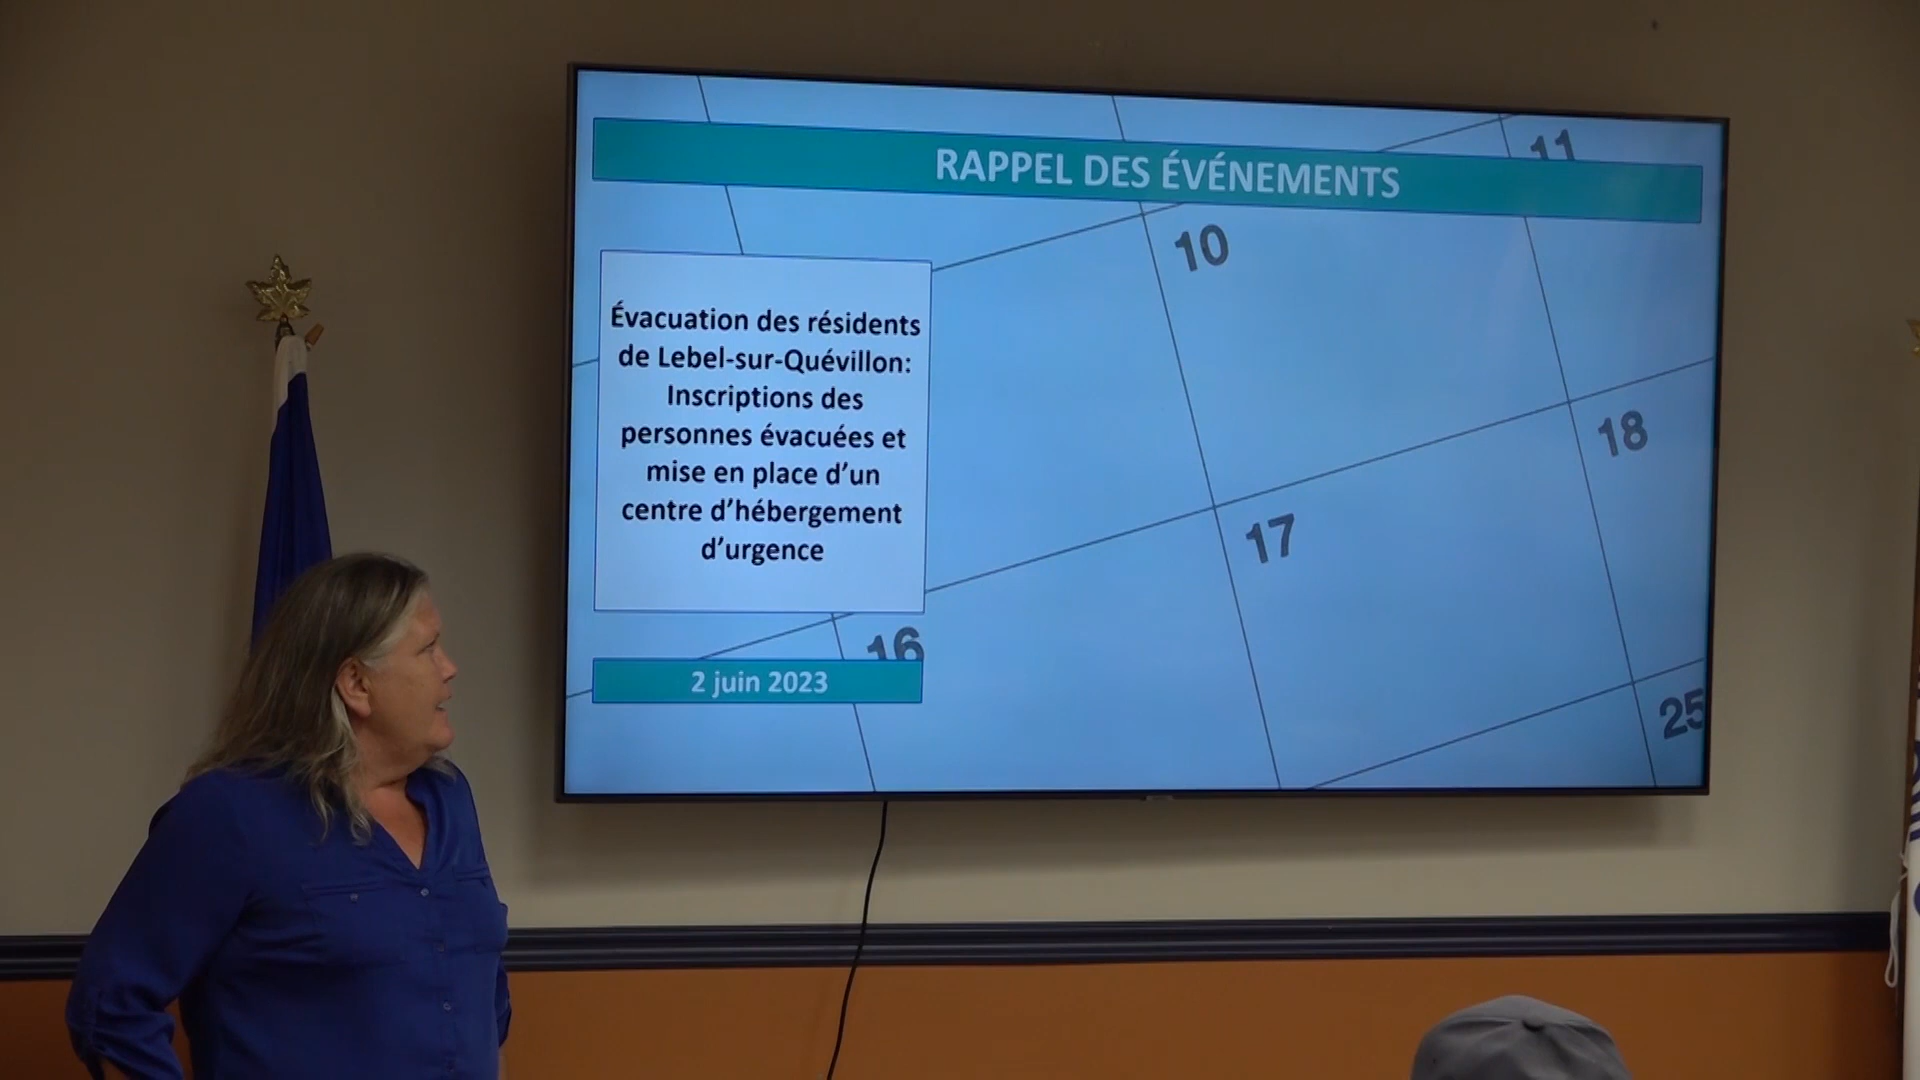 11
RAPPEL DES ÉVÉNEMENTS
10
Évacuation des résidents
de Lebel-sur-Quévillon:
Inscriptions des
personnes évacuées et
mise en place d'un
centre d'hébergement
d'urgence
18
17
16
2 juin 2023
25